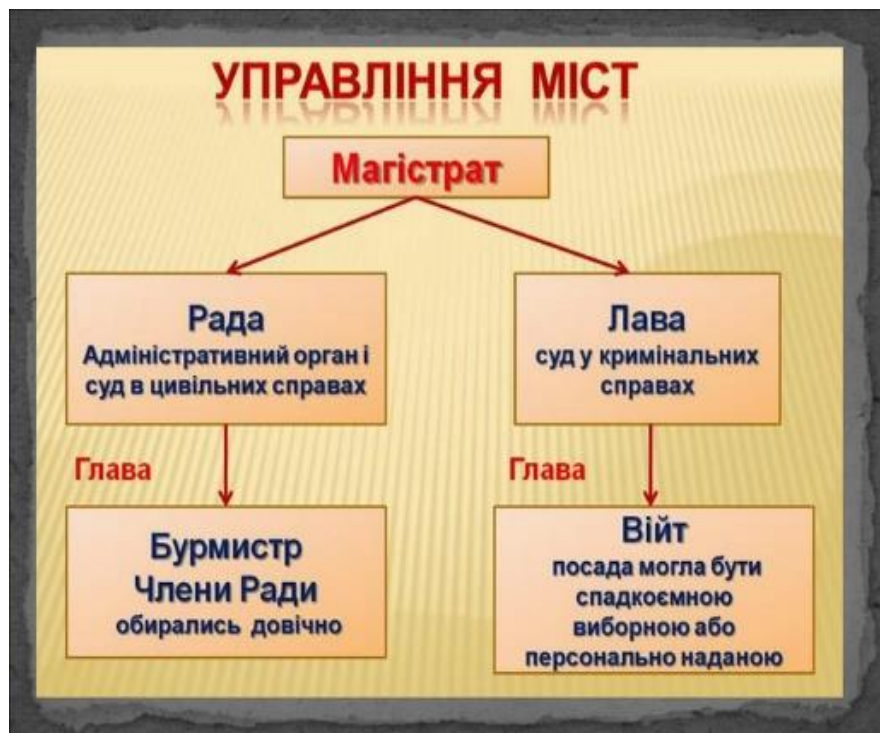 УПРАВЛІННЯ МІСТ
Магістрат
Рада
Адміністративний орган і
суд в цивільних справах
Лава
суд у кримінальних
справах
Глава
Глава
Бурмистр
Члени Ради
обирались довічно
Війт
посада могла бути
спадкоємною
виборною або
персонально наданою